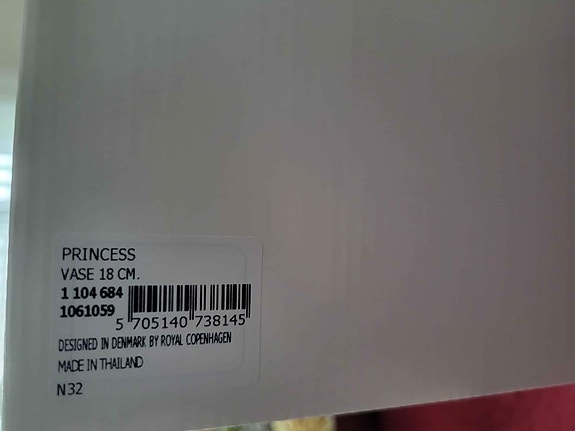 PRINCESS
VASE 18 CM.
1 104 684
1061059
5 705140 738145
DESIGNED IN DENMARK BY ROYAL COPENHAGEN
MADE IN THAILAND
N32